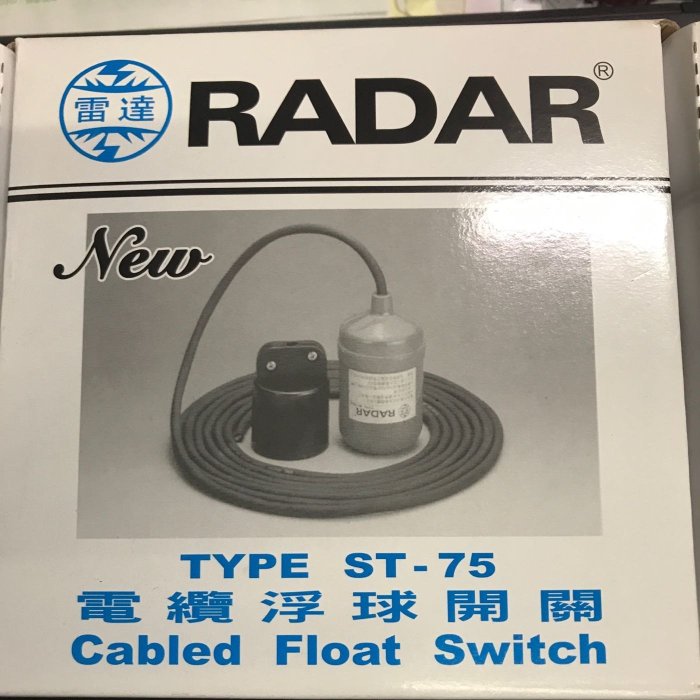 雷達 RADAR®
New
RADAR
TYPE ST-75
電纜浮球開關
Cabled Float Switch